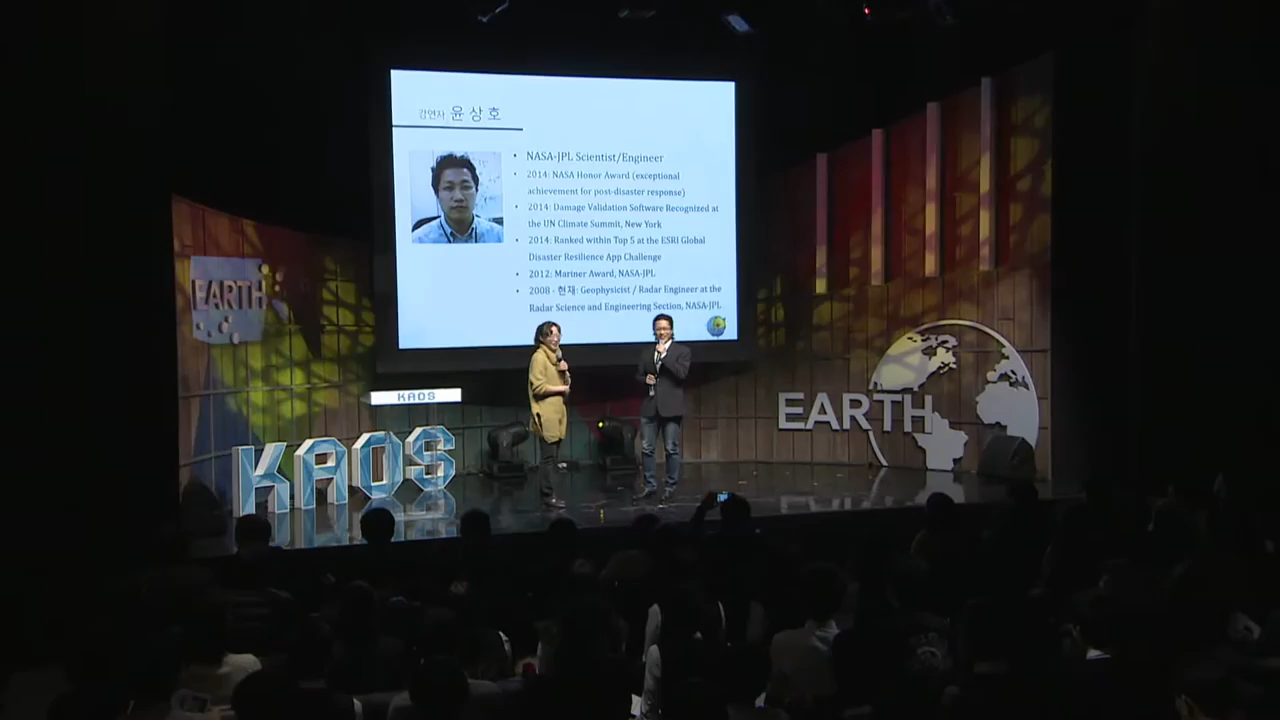 강연자 윤상호
• NASA-JPL Scientist/Engineer
• 2014: NASA Honor Award (exceptional
achievement for post-disaster response)
• 2014: Damage Validation Software Recognized at
the UN Climate Summit, New York
• 2014: Ranked within Top 5 at the ESRI Global
Disaster Resilience App Challenge
• 2012: Mariner Award, NASA-JPL
• 2008 - 현재: Geophysicist / Radar Engineer at the
Radar Science and Engineering Section, NASA-JPL
EARTH
KAOS
KAOS
EARTH